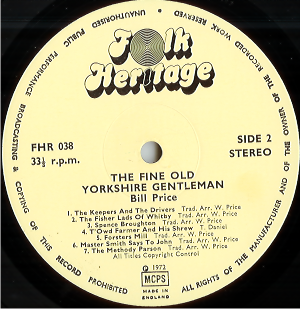 Folk
Heritage
FHR 038
33⅓ r.p.m.
SIDE 2
STEREO
THE FINE OLD
YORKSHIRE GENTLEMAN
Bill Price
1. The Keepers And The Drivers Trad. Arr. W. Price
2. The Fisher Lads Of Whitby Trad. Arr. W. Price
3. Spence Broughton Trad. Arr. W. Price
4. T'Owd Farmer And His Shrew T. Daniel
5. Forsters Mill Trad. Arr. W. Price
6. Master Smith Says To John Trad. Arr. W. Price
7. The Methody Parson Trad. Arr. W. Price
All Titles Copyright Control
℗ 1972
MCPS
MADE IN
ENGLAND
ALL RIGHTS OF THE MANUFACTURER AND OF THE OWNER OF THE RECORDED WORK RESERVED. UNAUTHORISED PUBLIC PERFORMANCE BROADCASTING & COPYING OF THIS RECORD PROHIBITED